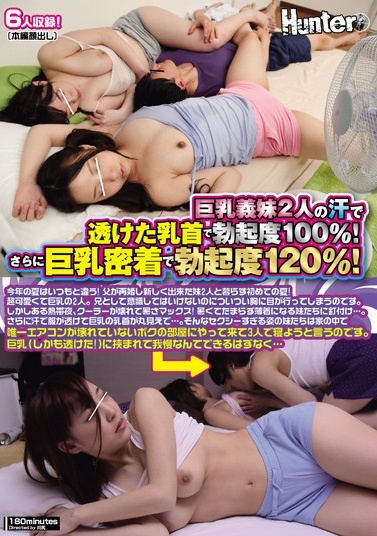 6人収録!
[本編顔出し]
Hunter
巨乳義妹2人の汗で
透けた乳首で勃起度100%!
さらに巨乳密着で勃起度120%!
今年の夏はいつもと違う!父が再婚し新しく出来た妹2人と暮らす初めての夏!
超可愛くて巨乳の2人。兄として意識してはいけないのについつい胸に目が行ってしまうのです。
しかしある熱帯夜、クーラーが壊れて暑さマックス!暑くてたまらず薄着になる妹たちに釘付け…。
さらに汗で服が透けて巨乳の乳首が丸見えで…。そんなセクシーすぎる姿の妹たちは家の中で
唯一エアコンが壊れていないボクの部屋にやって来て3人で寝ようと言うのです。
巨乳(しかも透けた!)に挟まれて我慢なんてできるはずなく…
180minutes